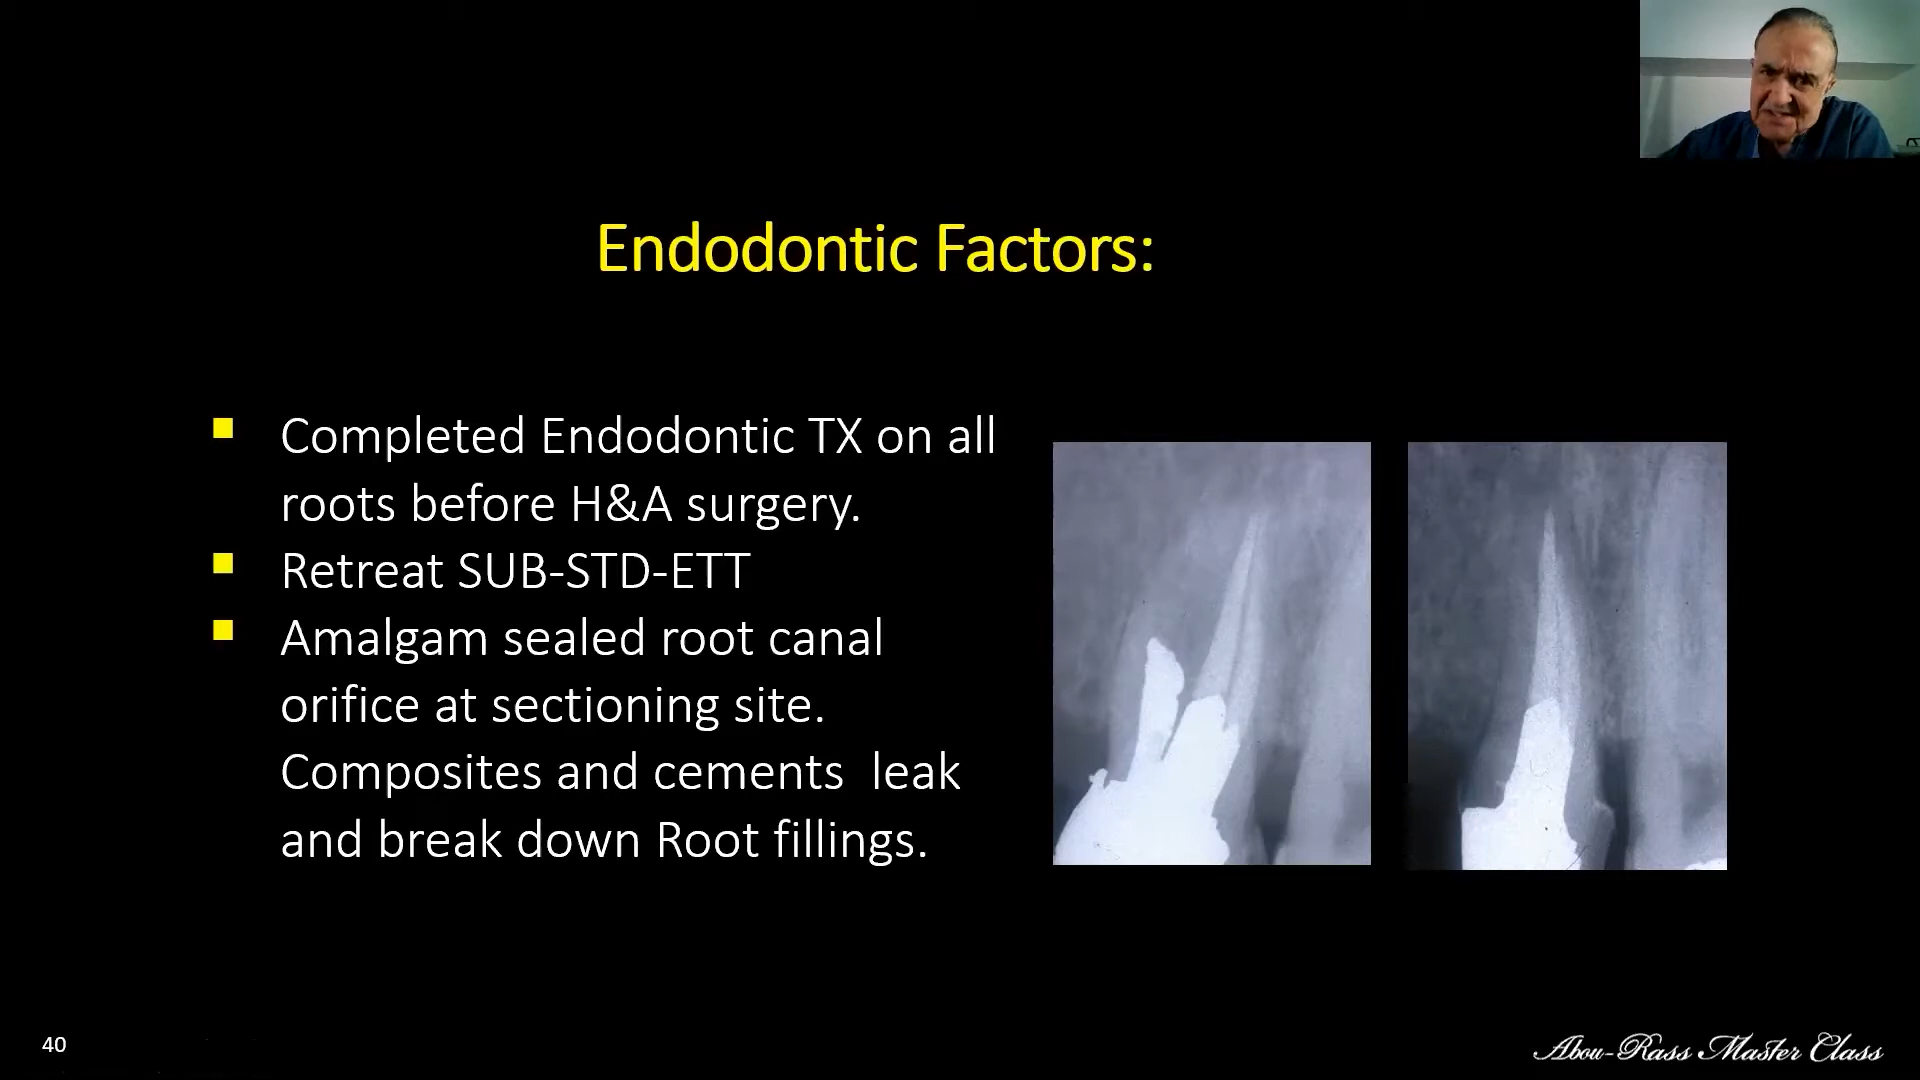 Endodontic Factors:
Completed Endodontic TX on all
roots before H&A surgery.
Retreat SUB-STD-ETT
Amalgam sealed root canal
orifice at sectioning site.
Composites and cements leak
and break down Root fillings.
40
Abou-Rass Master Class